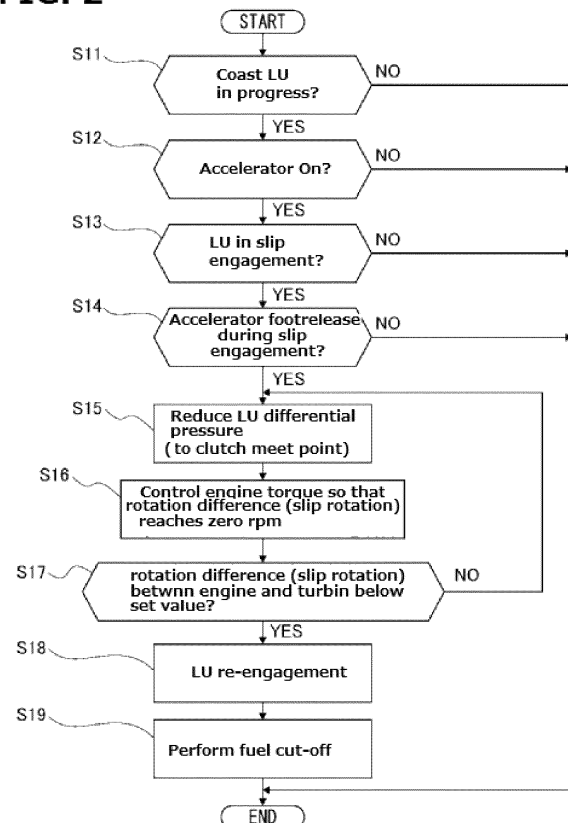 START
S11
Coast LU
in progress?
NO
YES
S12
Accelerator On?
NO
YES
S13
LU in slip
engagement?
NO
YES
S14
Accelerator footrelease
during slip
engagement?
NO
YES
S15
Reduce LU differential
pressure
(to clutch meet point)
S16
Control engine torque so that
rotation difference (slip rotation)
reaches zero rpm
S17
rotation difference (slip rotation)
betwnn engine and turbin below
set value?
NO
YES
S18
LU re-engagement
S19
Perform fuel cut-off
END